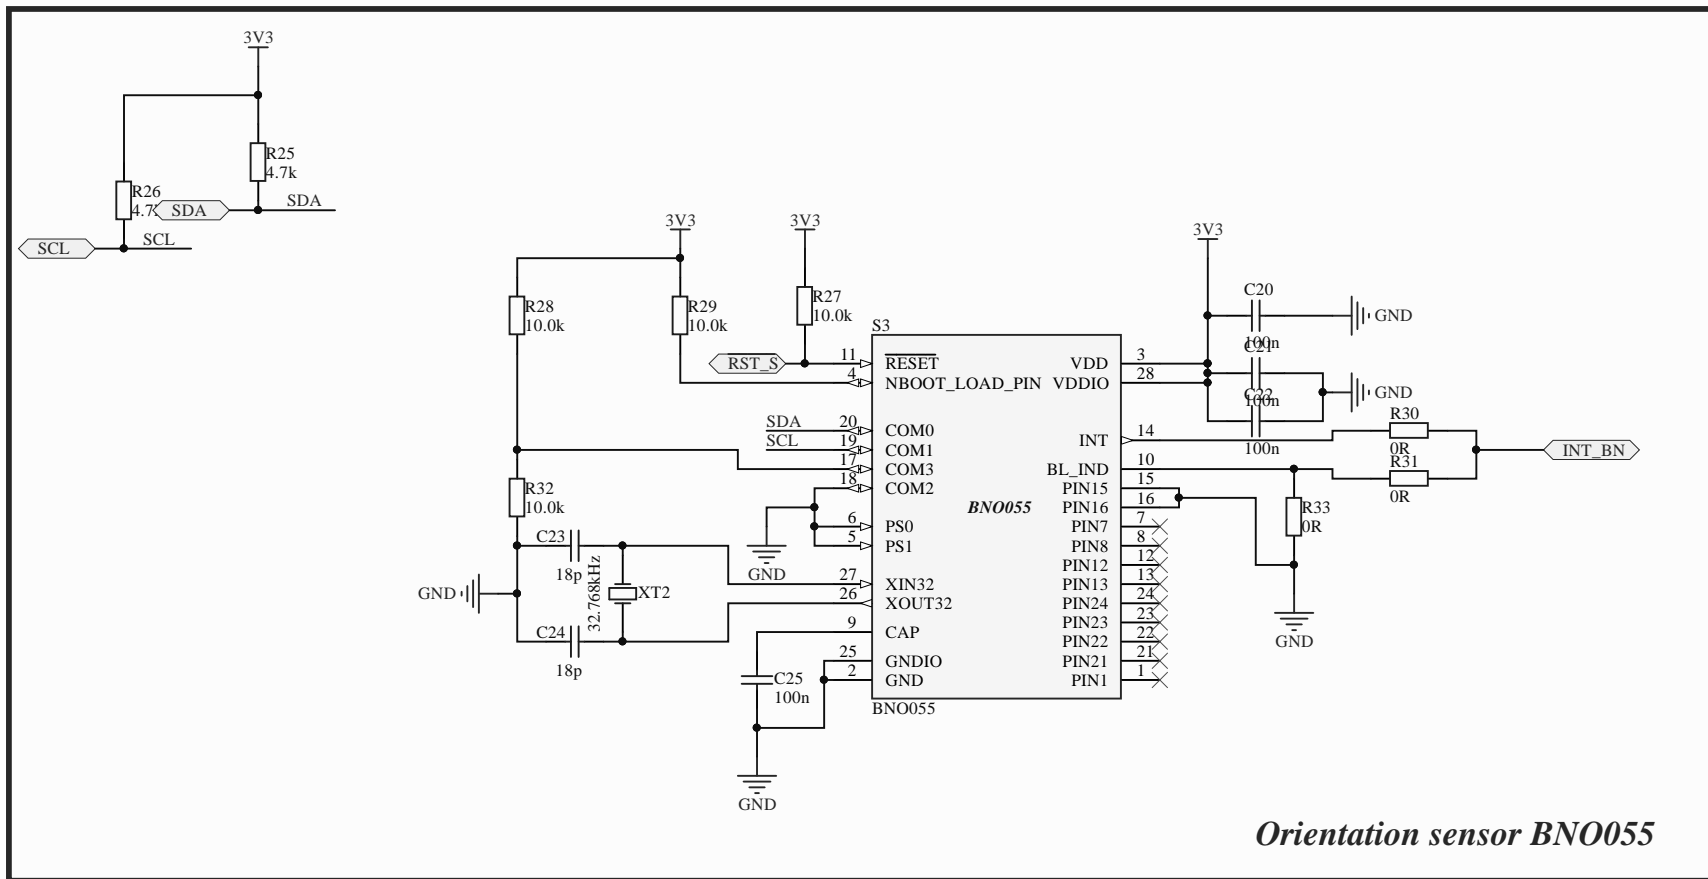 3V3
R25
4.7k
R26
SDA
SDA
SCL
SCL
3V3
3V3
3V3
R28
10.0k
R29
10.0k
R27
10.0k
C20
100n
GND
S3
RST_S
11
RESET
4
NBOOT_LOAD_PIN
VDD
3
VDDIO
28
C21
100n
GND
C22
100n
SDA
20
COM0
SCL
19
COM1
17
COM3
18
COM2
INT
14
BL_IND
10
PIN15
15
PIN16
16
PIN7
7
PIN8
8
PIN12
12
PIN13
13
PIN24
24
PIN23
23
PIN22
22
PIN21
21
PIN1
1
R30
0R
R31
0R
INT_BN
R33
0R
GND
R32
10.0k
BNO055
6
PS0
5
PS1
GND
C23
18p
32.768kHz
XT2
GND
C24
18p
27
XIN32
26
XOUT32
9
CAP
25
GNDIO
2
GND
C25
100n
BNO055
GND
Orientation sensor BNO055